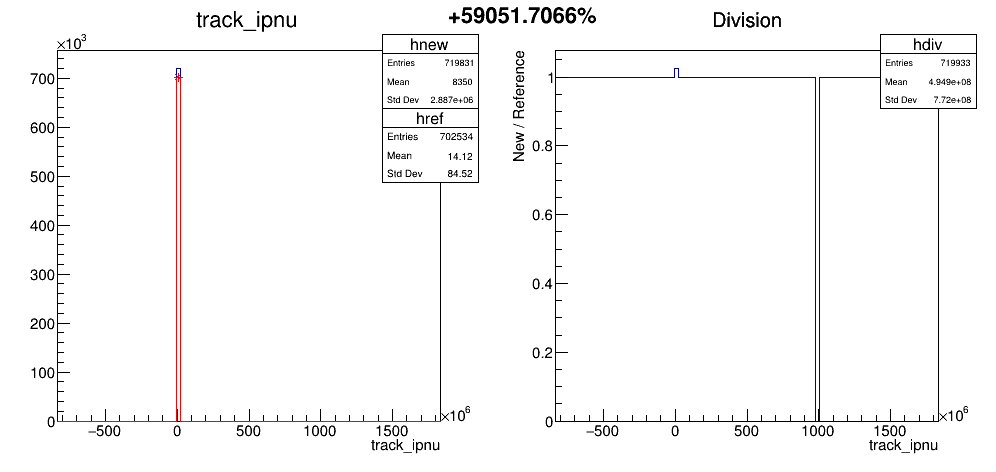 +59051.7066%
track_ipnu
×10³
hnew
Entries 719831
Mean 8350
Std Dev 2.887e+06
href
Entries 702534
Mean 14.12
Std Dev 84.52
700
600
500
400
300
200
100
0
−500 0 500 1000 1500
×10⁶
track_ipnu
Division
hdiv
Entries 719933
Mean 4.949e+08
Std Dev 7.72e+08
New / Reference
1
0.8
0.6
0.4
0.2
0
−500 0 500 1000 1500
×10⁶
track_ipnu